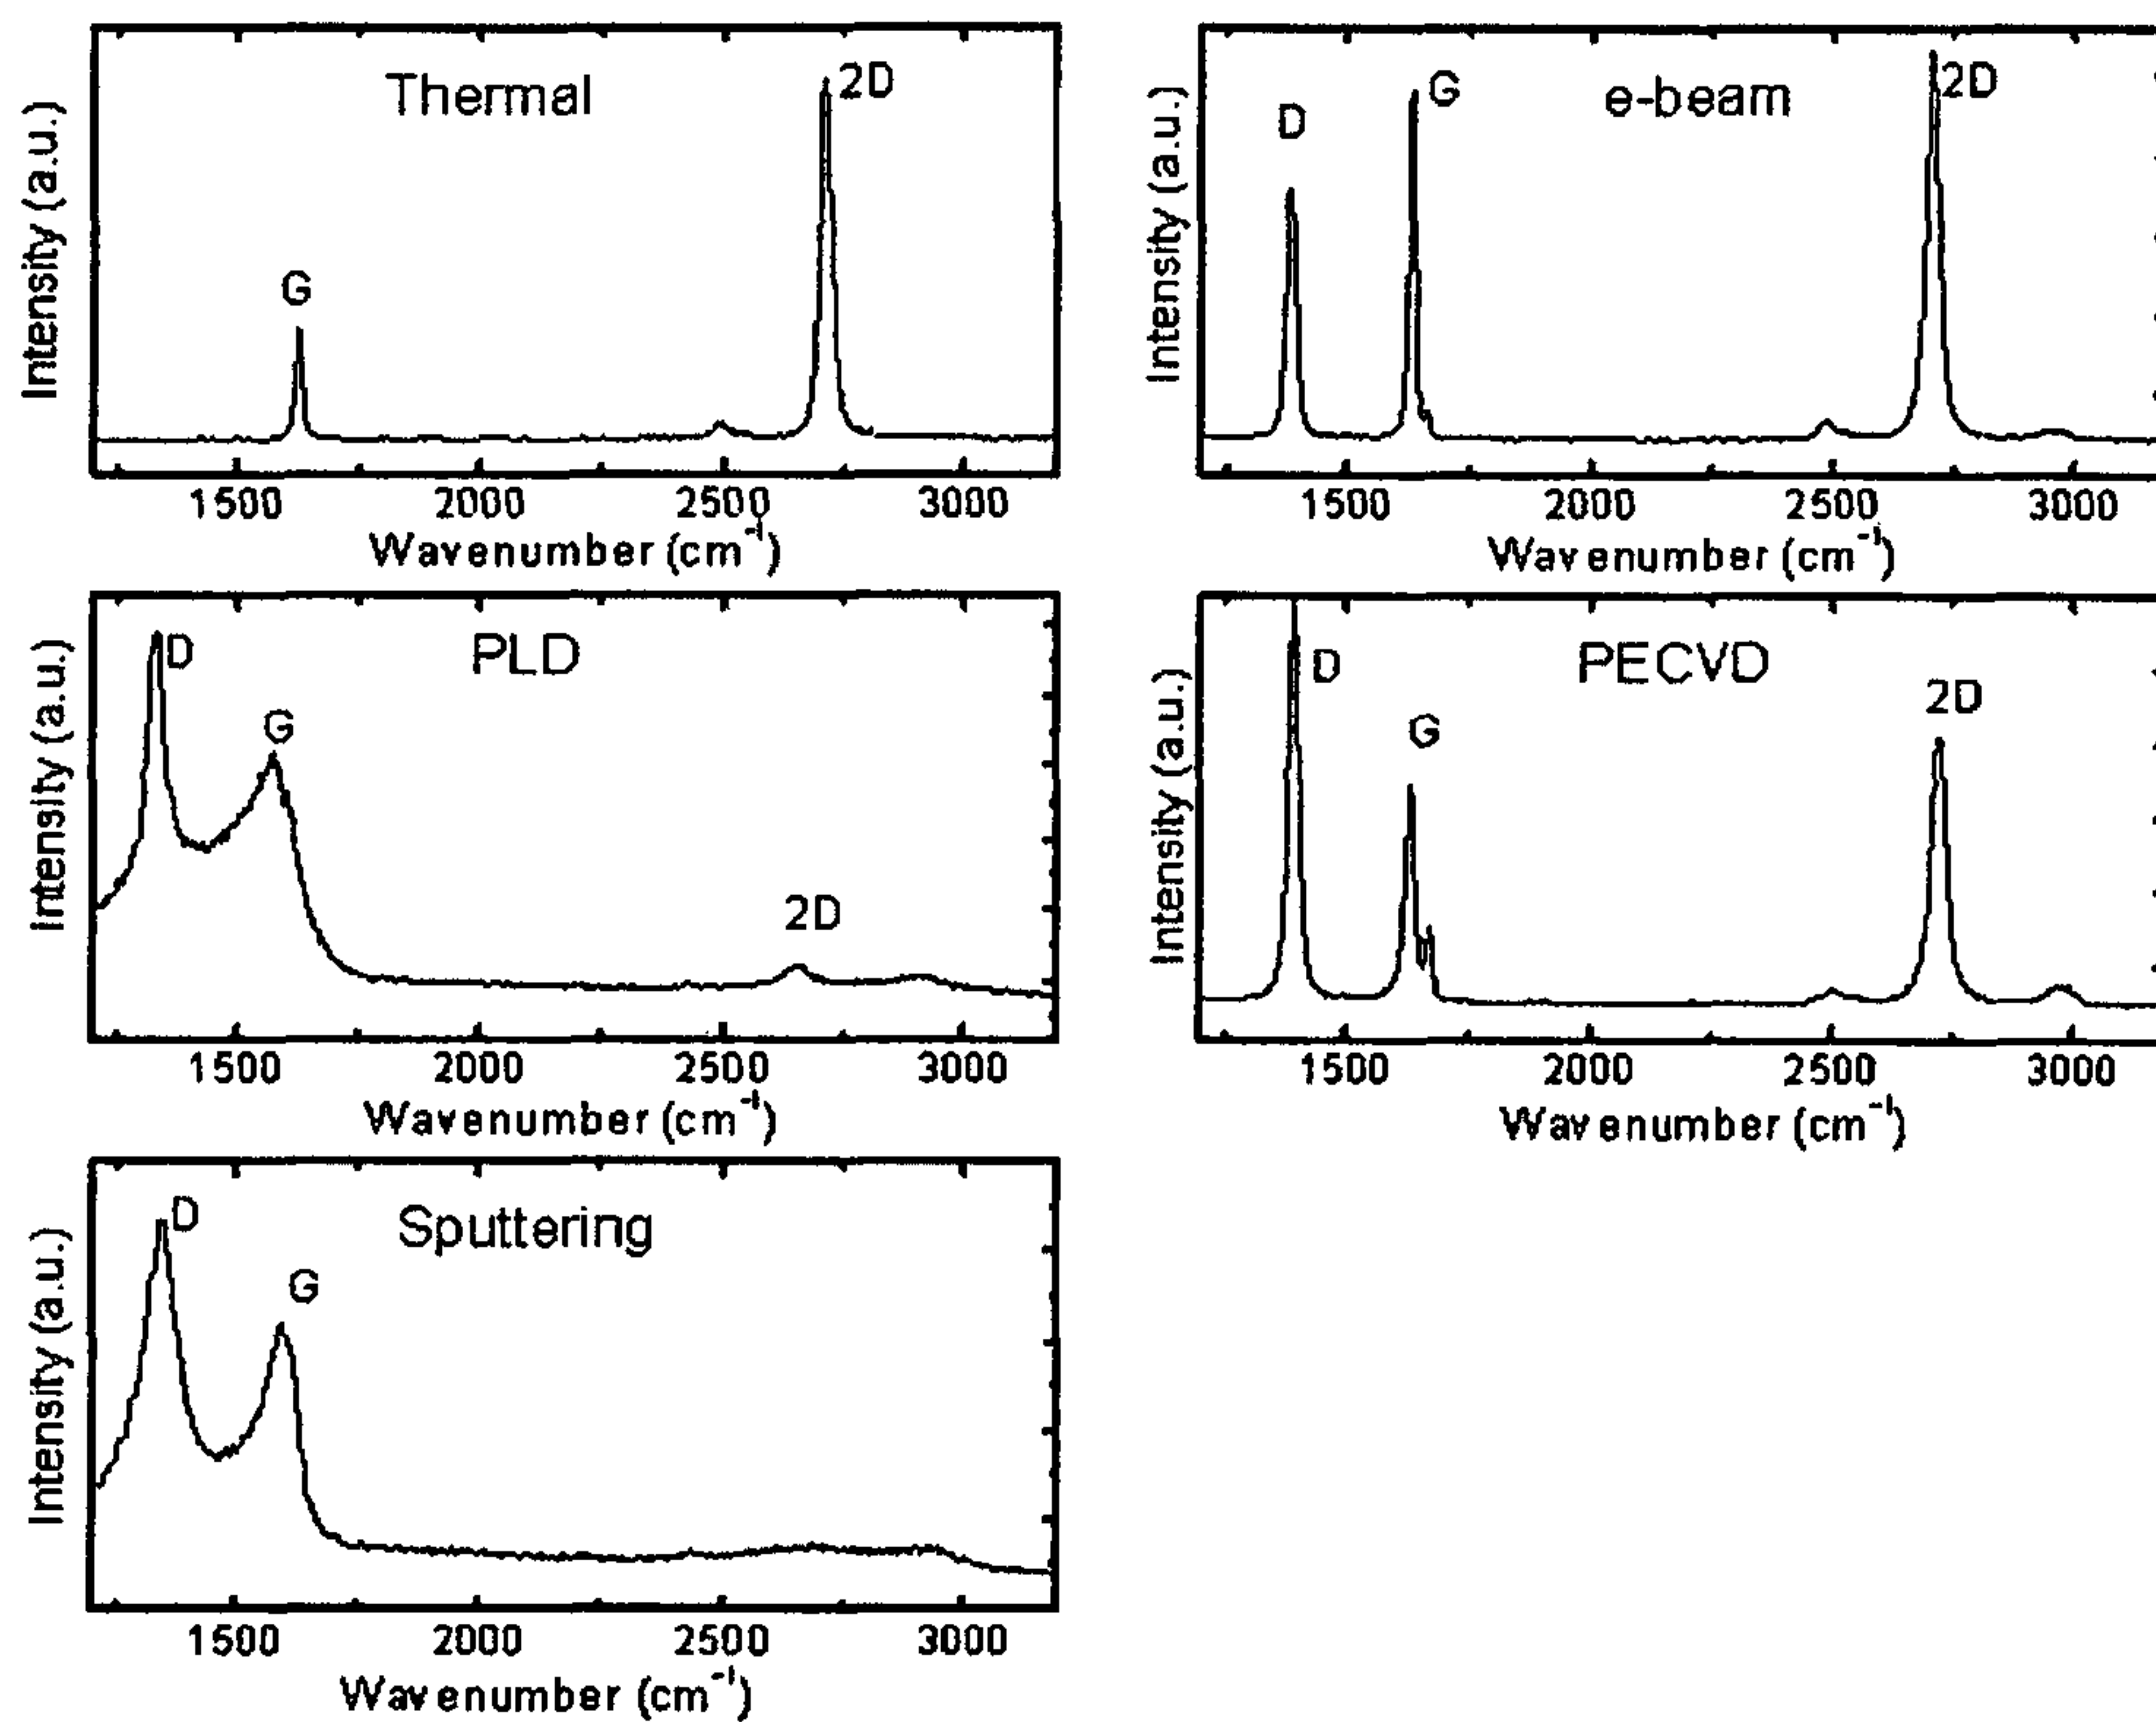 Thermal
2D
G
Intensity (a.u.)
1500 2000 2500 3000
Wavenumber (cm⁻¹)
e-beam
D
G
2D
Intensity (a.u.)
1500 2000 2500 3000
Wavenumber (cm⁻¹)
PLD
D
G
2D
Intensity (a.u.)
1500 2000 2500 3000
Wavenumber (cm⁻¹)
PECVD
D
G
2D
Intensity (a.u.)
1500 2000 2500 3000
Wavenumber (cm⁻¹)
Sputtering
D
G
Intensity (a.u.)
1500 2000 2500 3000
Wavenumber (cm⁻¹)